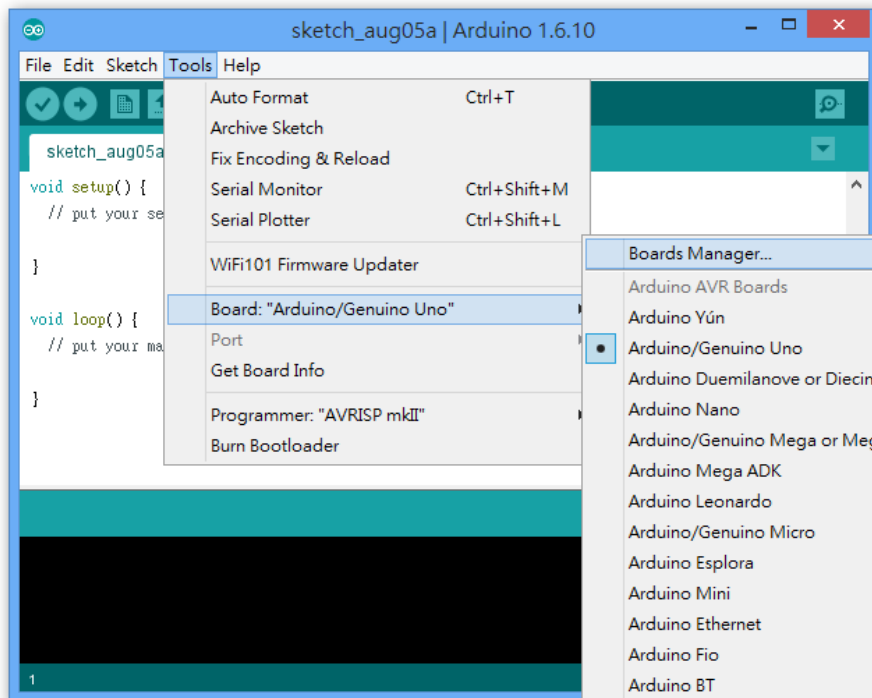 sketch_aug05a | Arduino 1.6.10
File Edit Sketch Tools Help
sketch_aug05a
void setup() {
// put your se
}
void loop() {
// put your ma
}
Auto Format Ctrl+T
Archive Sketch
Fix Encoding & Reload
Serial Monitor Ctrl+Shift+M
Serial Plotter Ctrl+Shift+L
WiFi101 Firmware Updater
Board: "Arduino/Genuino Uno"
Port
Get Board Info
Programmer: "AVRISP mkII"
Burn Bootloader
Boards Manager...
Arduino AVR Boards
Arduino Yún
Arduino/Genuino Uno
Arduino Duemilanove or Diecim
Arduino Nano
Arduino/Genuino Mega or Meg
Arduino Mega ADK
Arduino Leonardo
Arduino/Genuino Micro
Arduino Esplora
Arduino Mini
Arduino Ethernet
Arduino Fio
Arduino BT
1